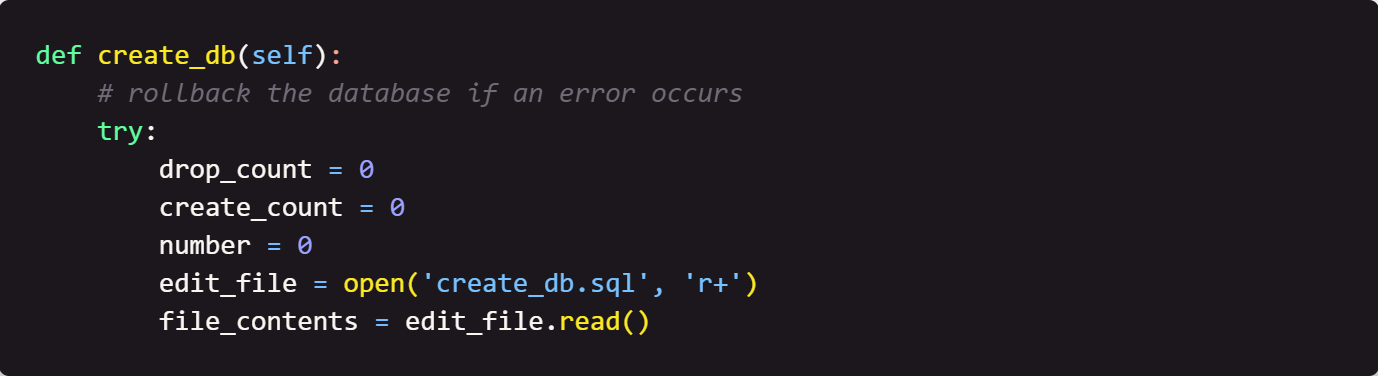 def create_db(self):
    # rollback the database if an error occurs
    try:
        drop_count = 0
        create_count = 0
        number = 0
        edit_file = open('create_db.sql', 'r+')
        file_contents = edit_file.read()